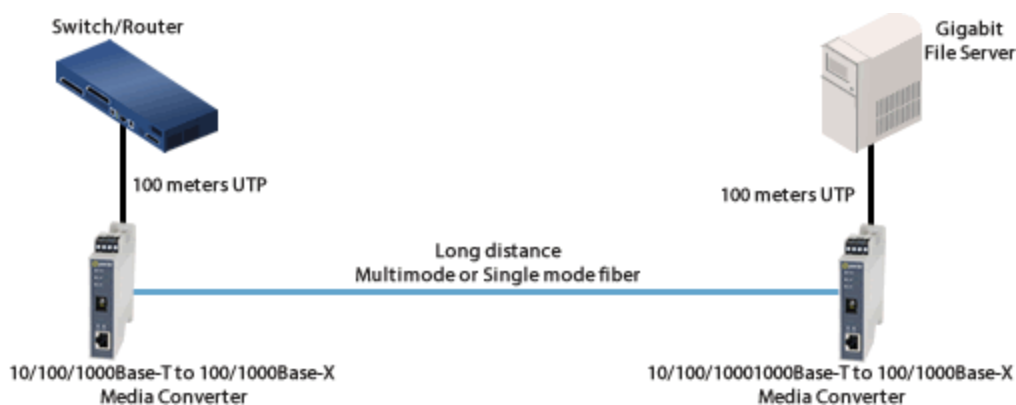 Switch/Router
Gigabit
File Server
100 meters UTP
100 meters UTP
Long distance
Multimode or Single mode fiber
10/100/1000Base-T to 100/1000Base-X
Media Converter
10/100/10001000Base-T to 100/1000Base-X
Media Converter